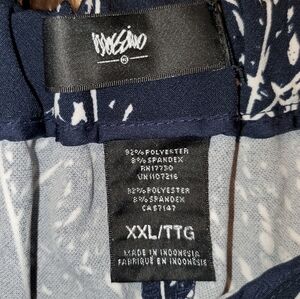 Mossimo
92% POLYESTER
8% SPANDEX
RN17730
UN1107216
92% POLYESTER
8% SPANDEX
CA57147
XXL/TTG
MADE IN INDONESIA
FABRIQUÉ EN INDONÉSIE